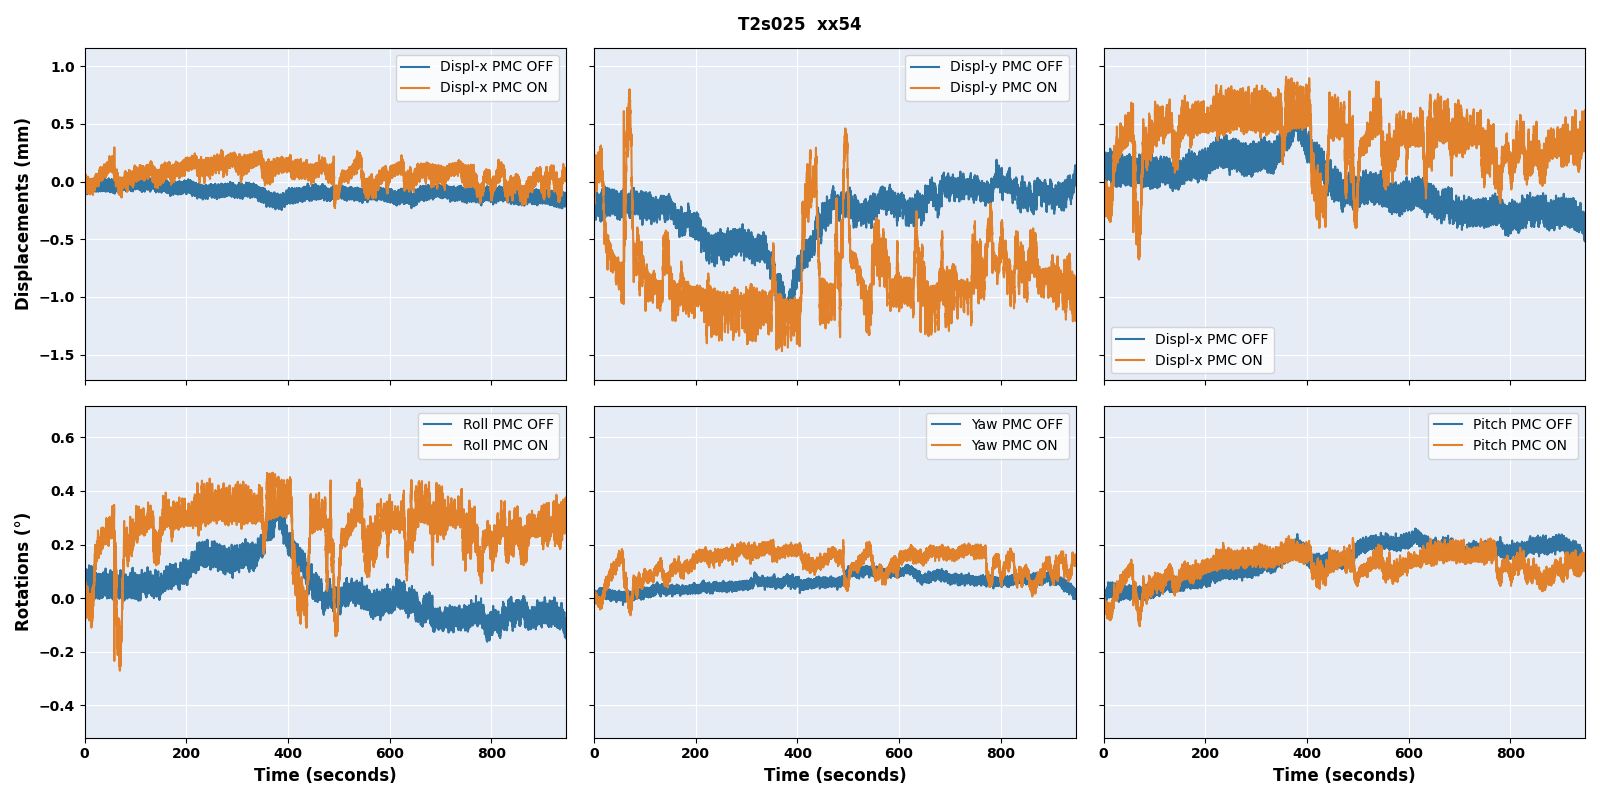 T2s025  xx54
Displacements (mm)
1.0
0.5
0.0
−0.5
−1.0
−1.5
Displ-x PMC OFF
Displ-x PMC ON
Displ-y PMC OFF
Displ-y PMC ON
Displ-x PMC OFF
Displ-x PMC ON
Rotations (°)
0.6
0.4
0.2
0.0
−0.2
−0.4
Roll PMC OFF
Roll PMC ON
Yaw PMC OFF
Yaw PMC ON
Pitch PMC OFF
Pitch PMC ON
0 200 400 600 800
0 200 400 600 800
0 200 400 600 800
Time (seconds)
Time (seconds)
Time (seconds)